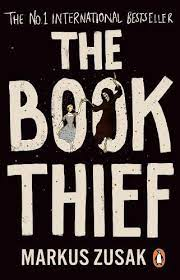 THE No 1 INTERNATIONAL BESTSELLER
THE
BOOK
THIEF
MARKUS ZUSAK